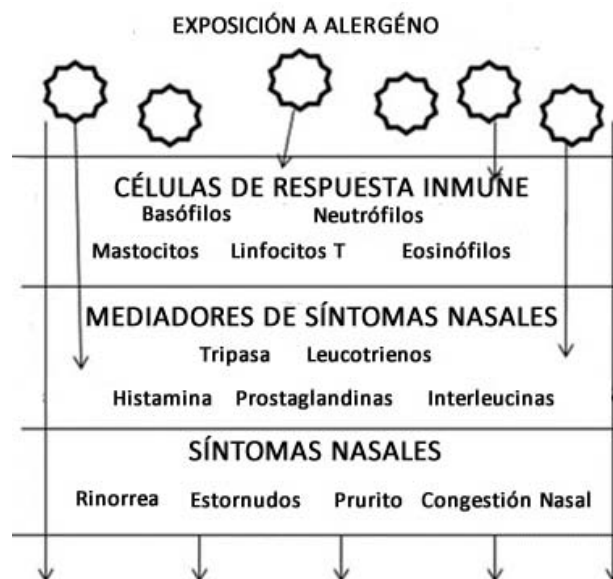 EXPOSICIÓN A ALERGÉNO
CÉLULAS DE RESPUESTA INMUNE
Basófilos Neutrófilos
Mastocitos Linfocitos T Eosinófilos
MEDIADORES DE SÍNTOMAS NASALES
Tripasa Leucotrienos
Histamina Prostaglandinas Interleucinas
SÍNTOMAS NASALES
Rinorrea Estornudos Prurito Congestión Nasal